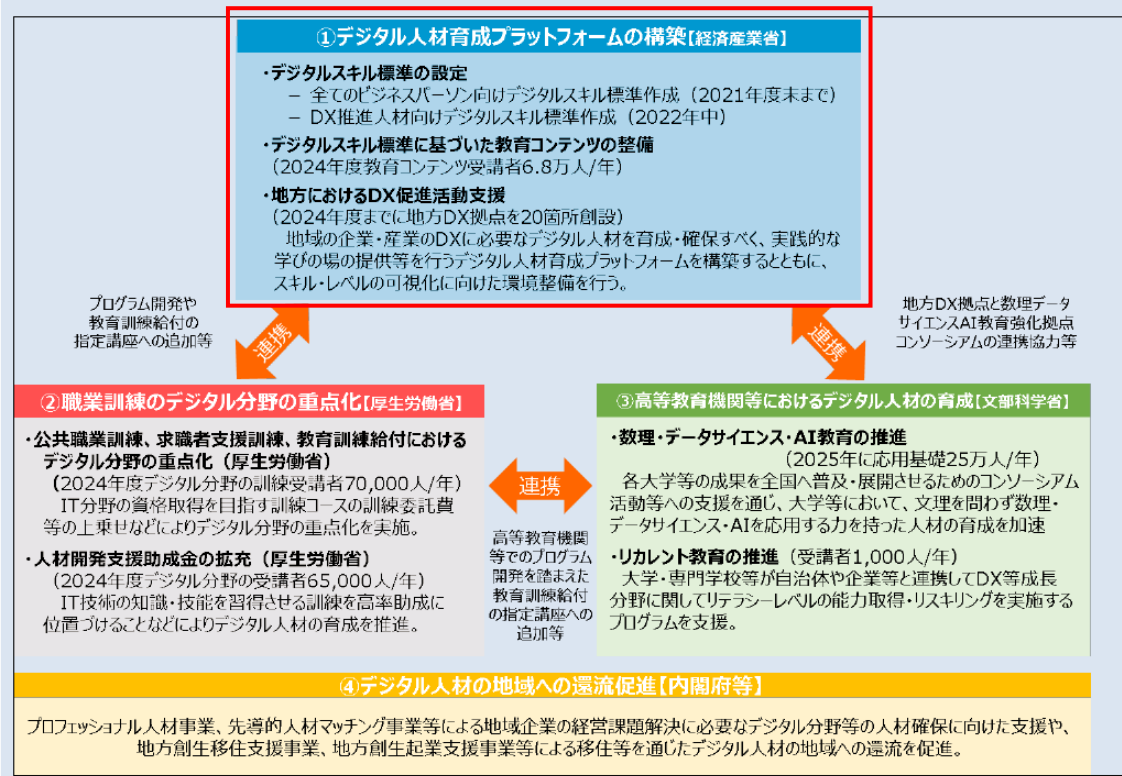 ①デジタル人材育成プラットフォームの構築【経済産業省】
・デジタルスキル標準の設定
－ 全てのビジネスパーソン向けデジタルスキル標準作成（2021年度末まで）
－ DX推進人材向けデジタルスキル標準作成（2022年中）
・デジタルスキル標準に基づいた教育コンテンツの整備
（2024年度教育コンテンツ受講者6.8万人/年）
・地方におけるDX促進活動支援
（2024年度までに地方DX拠点を20箇所創設）
地域の企業・産業のDXに必要なデジタル人材を育成・確保すべく、実践的な
学びの場の提供等を行うデジタル人材育成プラットフォームを構築するとともに、
スキル・レベルの可視化に向けた環境整備を行う。
プログラム開発や
教育訓練給付の
指定講座への追加等
連携
連携
地方DX拠点と数理データ
サイエンスAI教育強化拠点
コンソーシアムの連携協力等
②職業訓練のデジタル分野の重点化【厚生労働省】
・公共職業訓練、求職者支援訓練、教育訓練給付における
デジタル分野の重点化（厚生労働省）
（2024年度デジタル分野の訓練受講者70,000人/年）
IT分野の資格取得を目指す訓練コースの訓練委託費
等の上乗せなどによりデジタル分野の重点化を実施。
・人材開発支援助成金の拡充（厚生労働省）
（2024年度デジタル分野の受講者65,000人/年）
IT技術の知識・技能を習得させる訓練を高率助成に
位置づけることなどによりデジタル人材の育成を推進。
連携
高等教育機関
等でのプログラム
開発を踏まえた
教育訓練給付
の指定講座への
追加等
③高等教育機関等におけるデジタル人材の育成【文部科学省】
・数理・データサイエンス・AI教育の推進
（2025年に応用基礎25万人/年）
各大学等の成果を全国へ普及・展開させるためのコンソーシアム
活動等への支援を通じ、大学等において、文理を問わず数理・
データサイエンス・AIを応用する力を持った人材の育成を加速
・リカレント教育の推進（受講者1,000人/年）
大学・専門学校等が自治体や企業等と連携してDX等成長
分野に関してリテラシーレベルの能力取得・リスキリングを実施する
プログラムを支援。
④デジタル人材の地域への還流促進【内閣府等】
プロフェッショナル人材事業、先導的人材マッチング事業等による地域企業の経営課題解決に必要なデジタル分野等の人材確保に向けた支援や、
地方創生移住支援事業、地方創生起業支援事業等による移住等を通じたデジタル人材の地域への還流を促進。